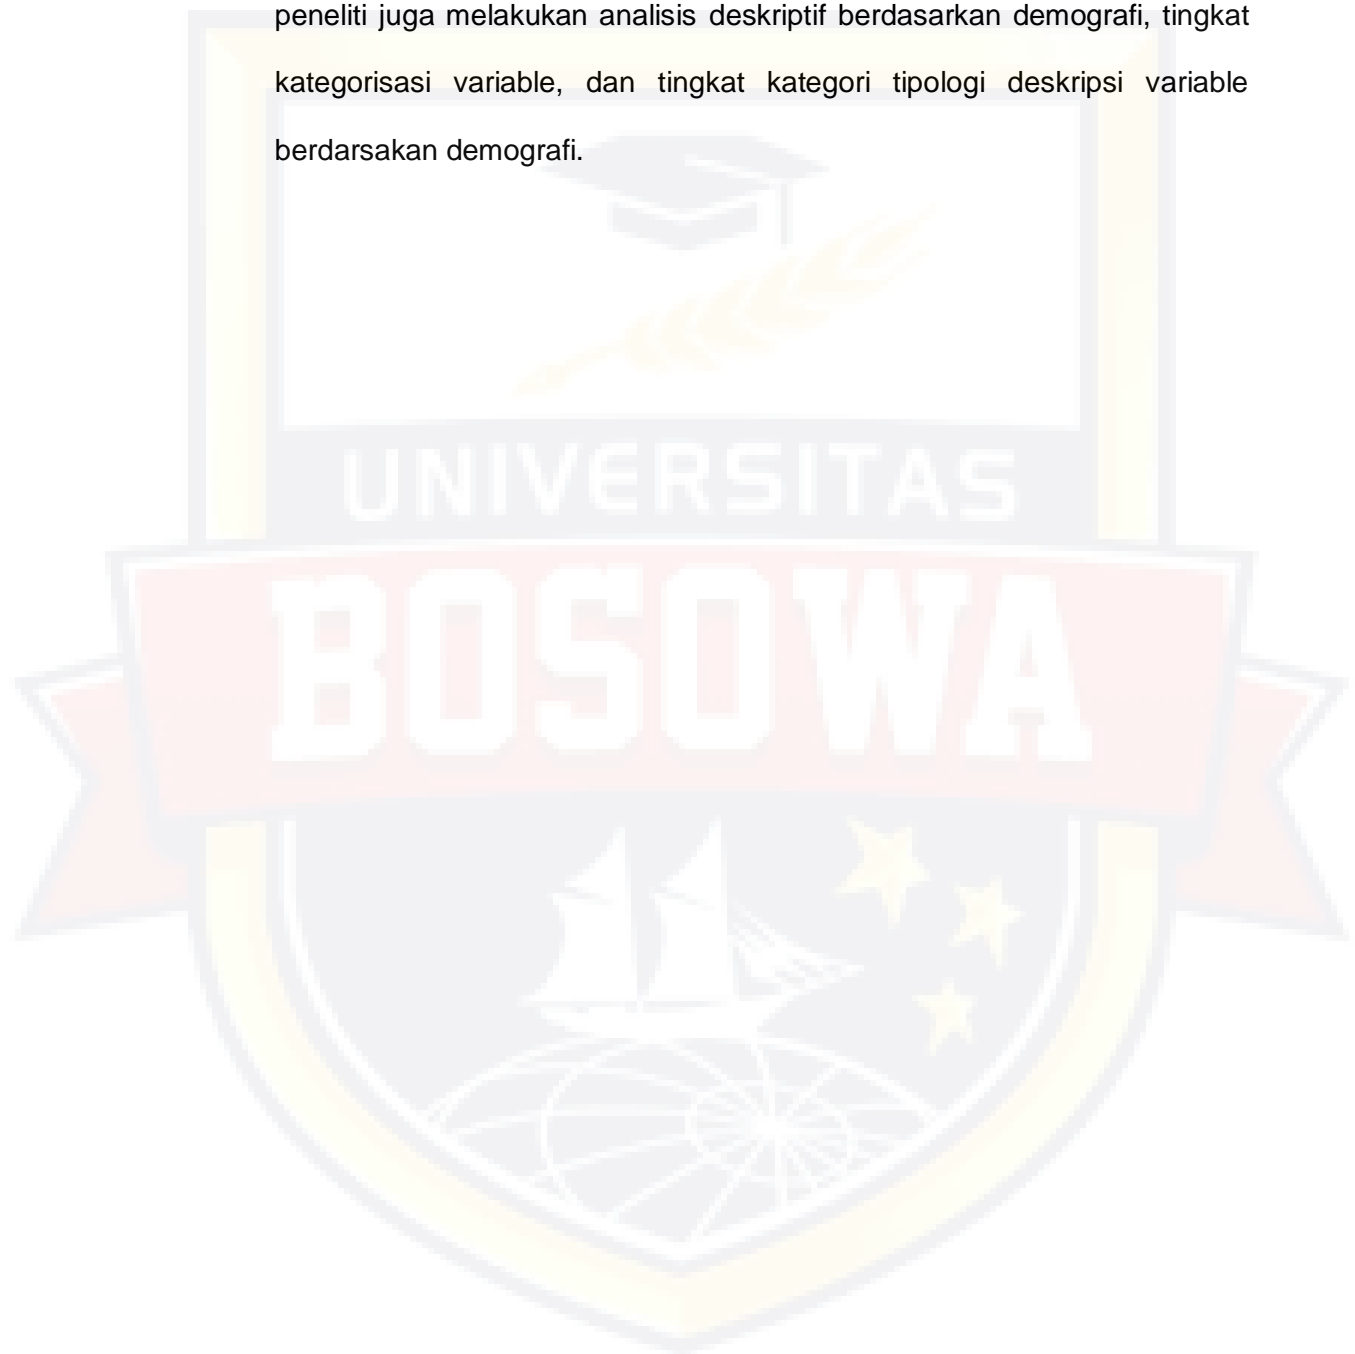 peneliti juga melakukan analisis deskriptif berdasarkan demografi, tingkat
kategorisasi variable, dan tingkat kategori tipologi deskripsi variable
berdarsakan demografi.
UNIVERSITAS
BOSOWA